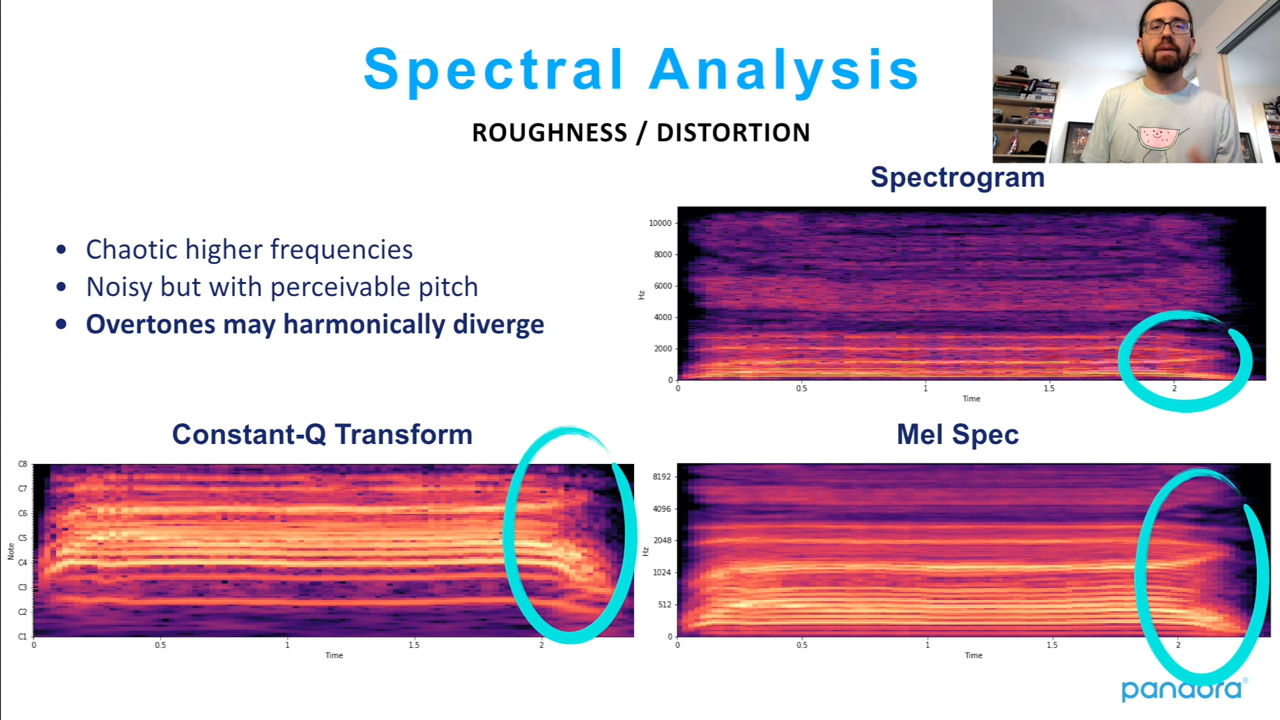 Spectral Analysis
ROUGHNESS / DISTORTION
• Chaotic higher frequencies
• Noisy but with perceivable pitch
• Overtones may harmonically diverge
Spectrogram
10000
8000
6000
4000
2000
0
Hz
0 0.5 1 1.5 2
Time
Constant-Q Transform
C8
C7
C6
C5
C4
C3
C2
C1
Note
0 0.5 1 1.5 2
Time
Mel Spec
8192
4096
2048
1024
512
0
Hz
0 0.5 1 1.5 2
Time
pandora®